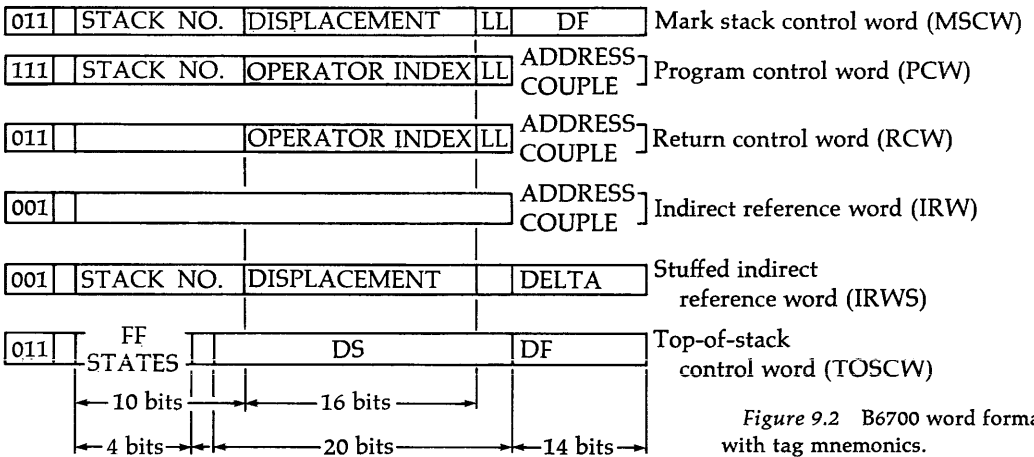 011 STACK NO. DISPLACEMENT LL DF Mark stack control word (MSCW)
111 STACK NO. OPERATOR INDEX LL ADDRESS COUPLE Program control word (PCW)
011 OPERATOR INDEX LL ADDRESS COUPLE Return control word (RCW)
001 ADDRESS COUPLE Indirect reference word (IRW)
001 STACK NO. DISPLACEMENT DELTA Stuffed indirect
reference word (IRWS)
011 FF STATES DS DF Top-of-stack
control word (TOSCW)
10 bits 16 bits
4 bits 20 bits 14 bits
Figure 9.2 B6700 word forma
with tag mnemonics.